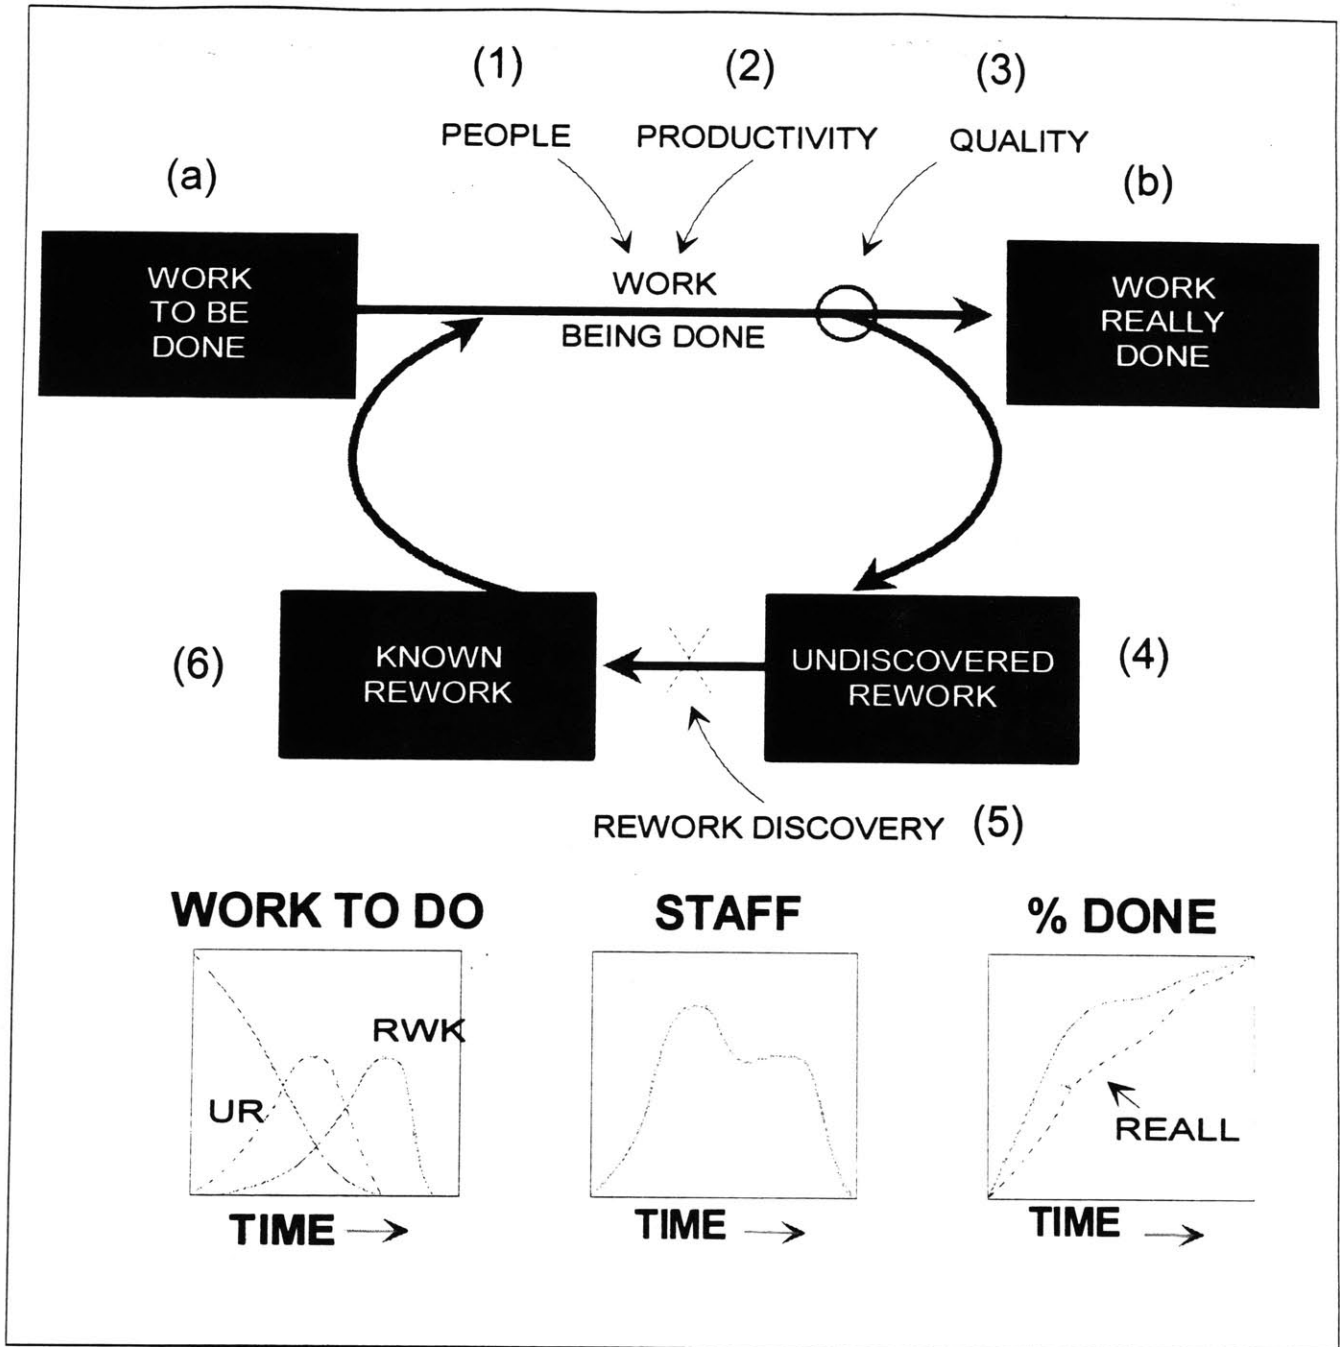 (1)
(2)
(3)
PEOPLE
PRODUCTIVITY
QUALITY
(a)
(b)
WORK
TO BE
DONE
WORK
BEING DONE
WORK
REALLY
DONE
(6)
KNOWN
REWORK
UNDISCOVERED
REWORK
(4)
REWORK DISCOVERY
(5)
WORK TO DO
STAFF
% DONE
RWK
UR
REALL
TIME
TIME
TIME